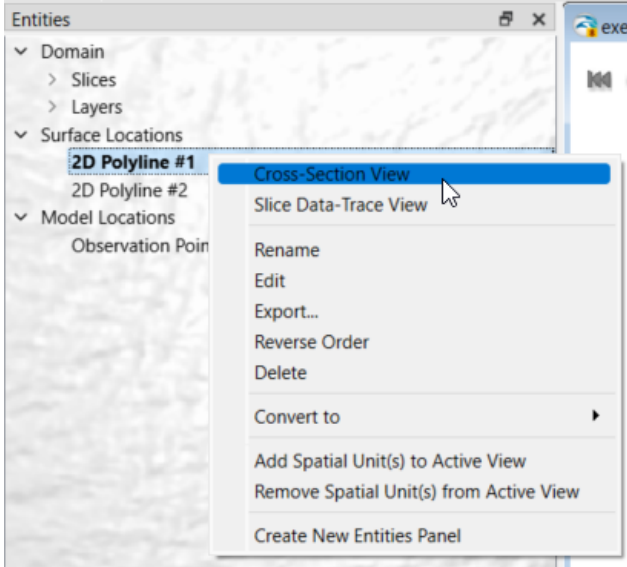 Entities
exe
Domain
Slices
Layers
Surface Locations
2D Polyline #1
2D Polyline #2
Model Locations
Observation Poin
Cross-Section View
Slice Data-Trace View
Rename
Edit
Export...
Reverse Order
Delete
Convert to
Add Spatial Unit(s) to Active View
Remove Spatial Unit(s) from Active View
Create New Entities Panel